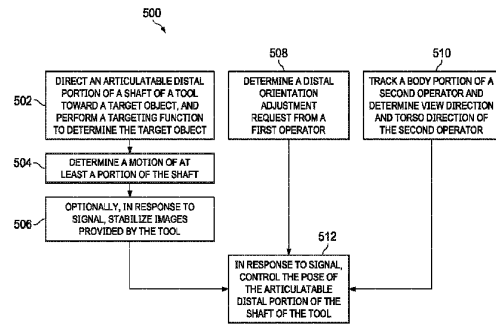 500
502
DIRECT AN ARTICULATABLE DISTAL
PORTION OF A SHAFT OF A TOOL
TOWARD A TARGET OBJECT, AND
PERFORM A TARGETING FUNCTION
TO DETERMINE THE TARGET OBJECT
504
DETERMINE A MOTION OF AT
LEAST A PORTION OF THE SHAFT
506
OPTIONALLY, IN RESPONSE TO
SIGNAL, STABILIZE IMAGES
PROVIDED BY THE TOOL
508
DETERMINE A DISTAL
ORIENTATION ADJUSTMENT
REQUEST FROM A
FIRST OPERATOR
510
TRACK A BODY PORTION OF A
SECOND OPERATOR AND
DETERMINE VIEW DIRECTION
AND TORSO DIRECTION OF
THE SECOND OPERATOR
512
IN RESPONSE TO SIGNAL,
CONTROL THE POSE OF
THE ARTICULATABLE
DISTAL PORTION OF THE
SHAFT OF THE TOOL